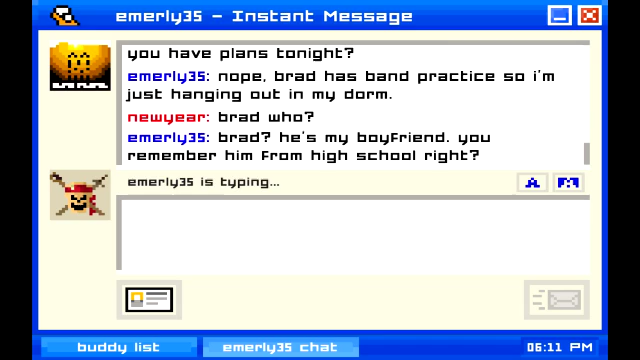 emerly35 - Instant Message
you have plans tonight?
emerly35: nope, brad has band practice so i'm
just hanging out in my dorm.
newyear: brad who?
emerly35: brad? he's my boyfriend. you
remember him from high school right?
emerly35 is typing...
buddy list
emerly35 chat
06:11 PM